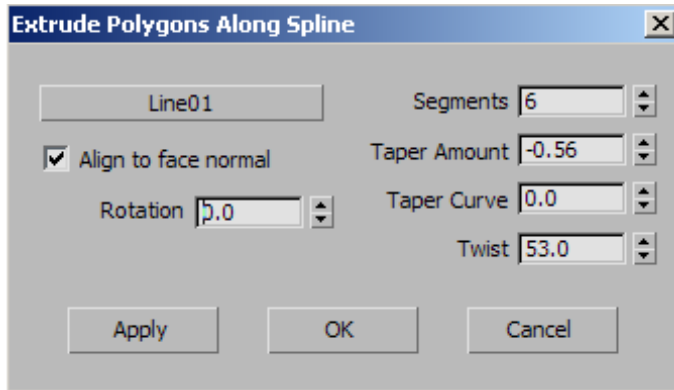 Extrude Polygons Along Spline
Line01
Segments 6
Align to face normal
Taper Amount -0.56
Rotation 0.0
Taper Curve 0.0
Twist 53.0
Apply OK Cancel